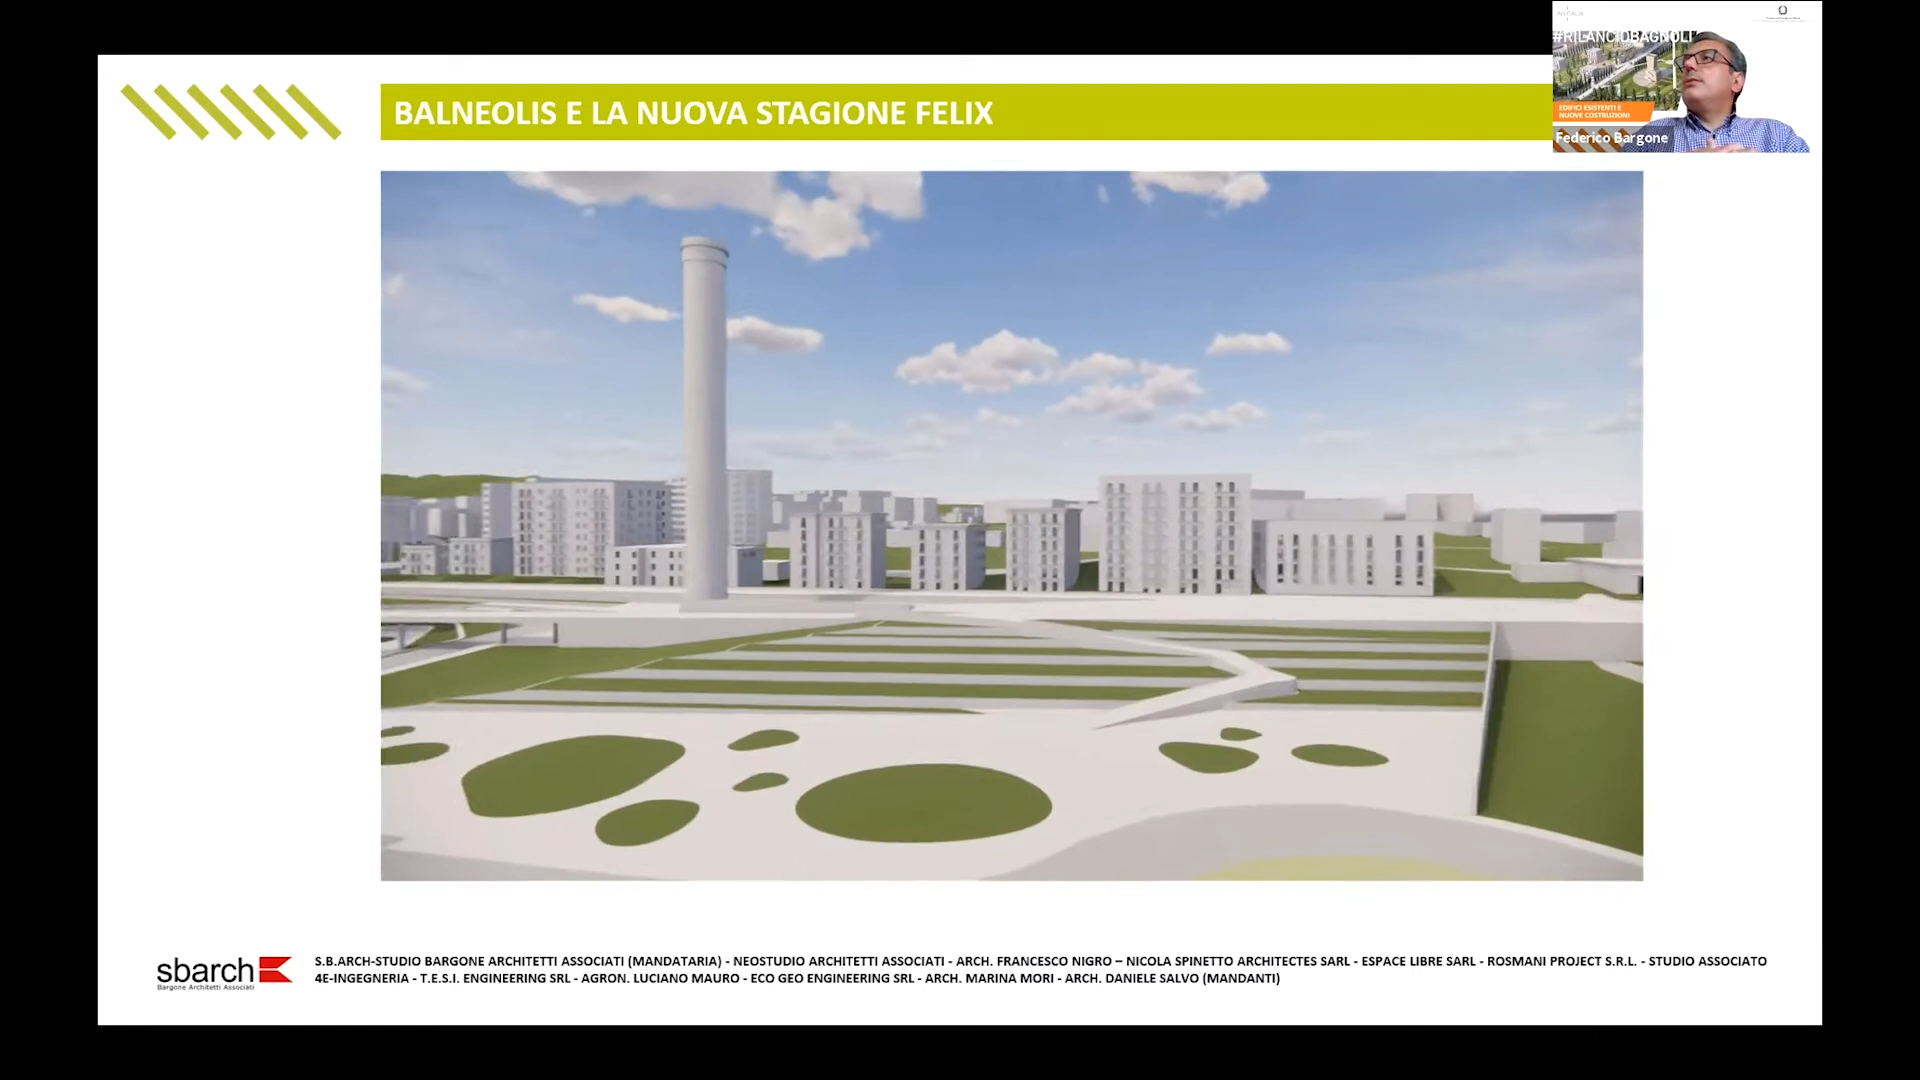 INVITALIA
#RILANCIOBAGNOLI
BALNEOLIS E LA NUOVA STAGIONE FELIX
EDIFICI ESISTENTI E
NUOVE COSTRUZIONI
Federico Bargone
sbarch
Bargone Architetti Associati
S.B.ARCH-STUDIO BARGONE ARCHITETTI ASSOCIATI (MANDATARIA) - NEOSTUDIO ARCHITETTI ASSOCIATI - ARCH. FRANCESCO NIGRO – NICOLA SPINETTO ARCHITECTES SARL - ESPACE LIBRE SARL - ROSMANI PROJECT S.R.L. - STUDIO ASSOCIATO
4E-INGEGNERIA - T.E.S.I. ENGINEERING SRL - AGRON. LUCIANO MAURO - ECO GEO ENGINEERING SRL - ARCH. MARINA MORI - ARCH. DANIELE SALVO (MANDANTI)